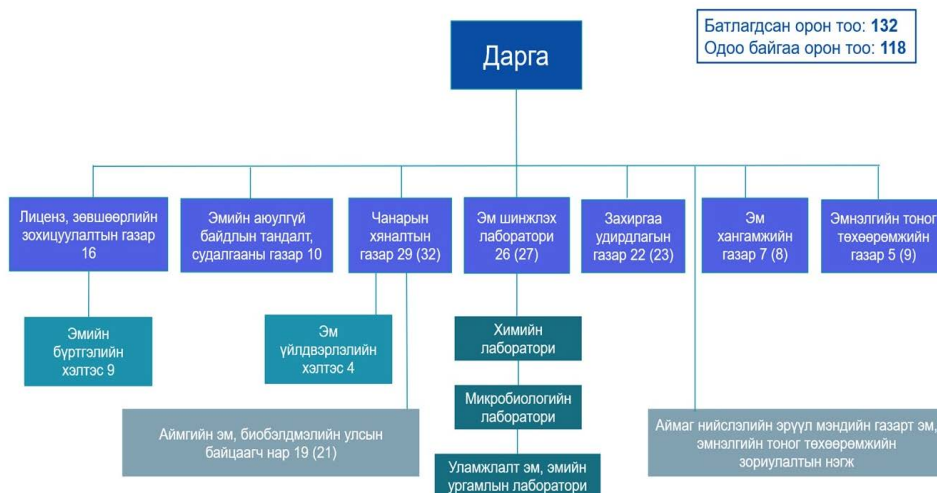 Батлагдсан орон тоо: 132
Одоо байгаа орон тоо: 118
Дарга
Лиценз, зөвшөөрлийн
зохицуулалтын газар
16
Эмийн аюулгүй
байдлын тандалт,
судалгааны газар 10
Чанарын
хяналтын
газар 29 (32)
Эм шинжлэх
лаборатори
26 (27)
Захиргаа
удирдлагын
газар 22 (23)
Эм
хангамжийн
газар 7 (8)
Эмнэлгийн тоног
төхөөрөмжийн
газар 5 (9)
Эмийн
бүртгэлийн
хэлтэс 9
Эм
үйлдвэрлэлийн
хэлтэс 4
Химийн
лаборатори
Микробиологийн
лаборатори
Аймгийн эм, биобэлдмэлийн улсын
байцаагч нар 19 (21)
Уламжлалт эм, эмийн
ургамлын лаборатори
Аймаг нийслэлийн эрүүл мэндийн газарт эм,
эмнэлгийн тоног төхөөрөмжийн
зориулалтын нэгж